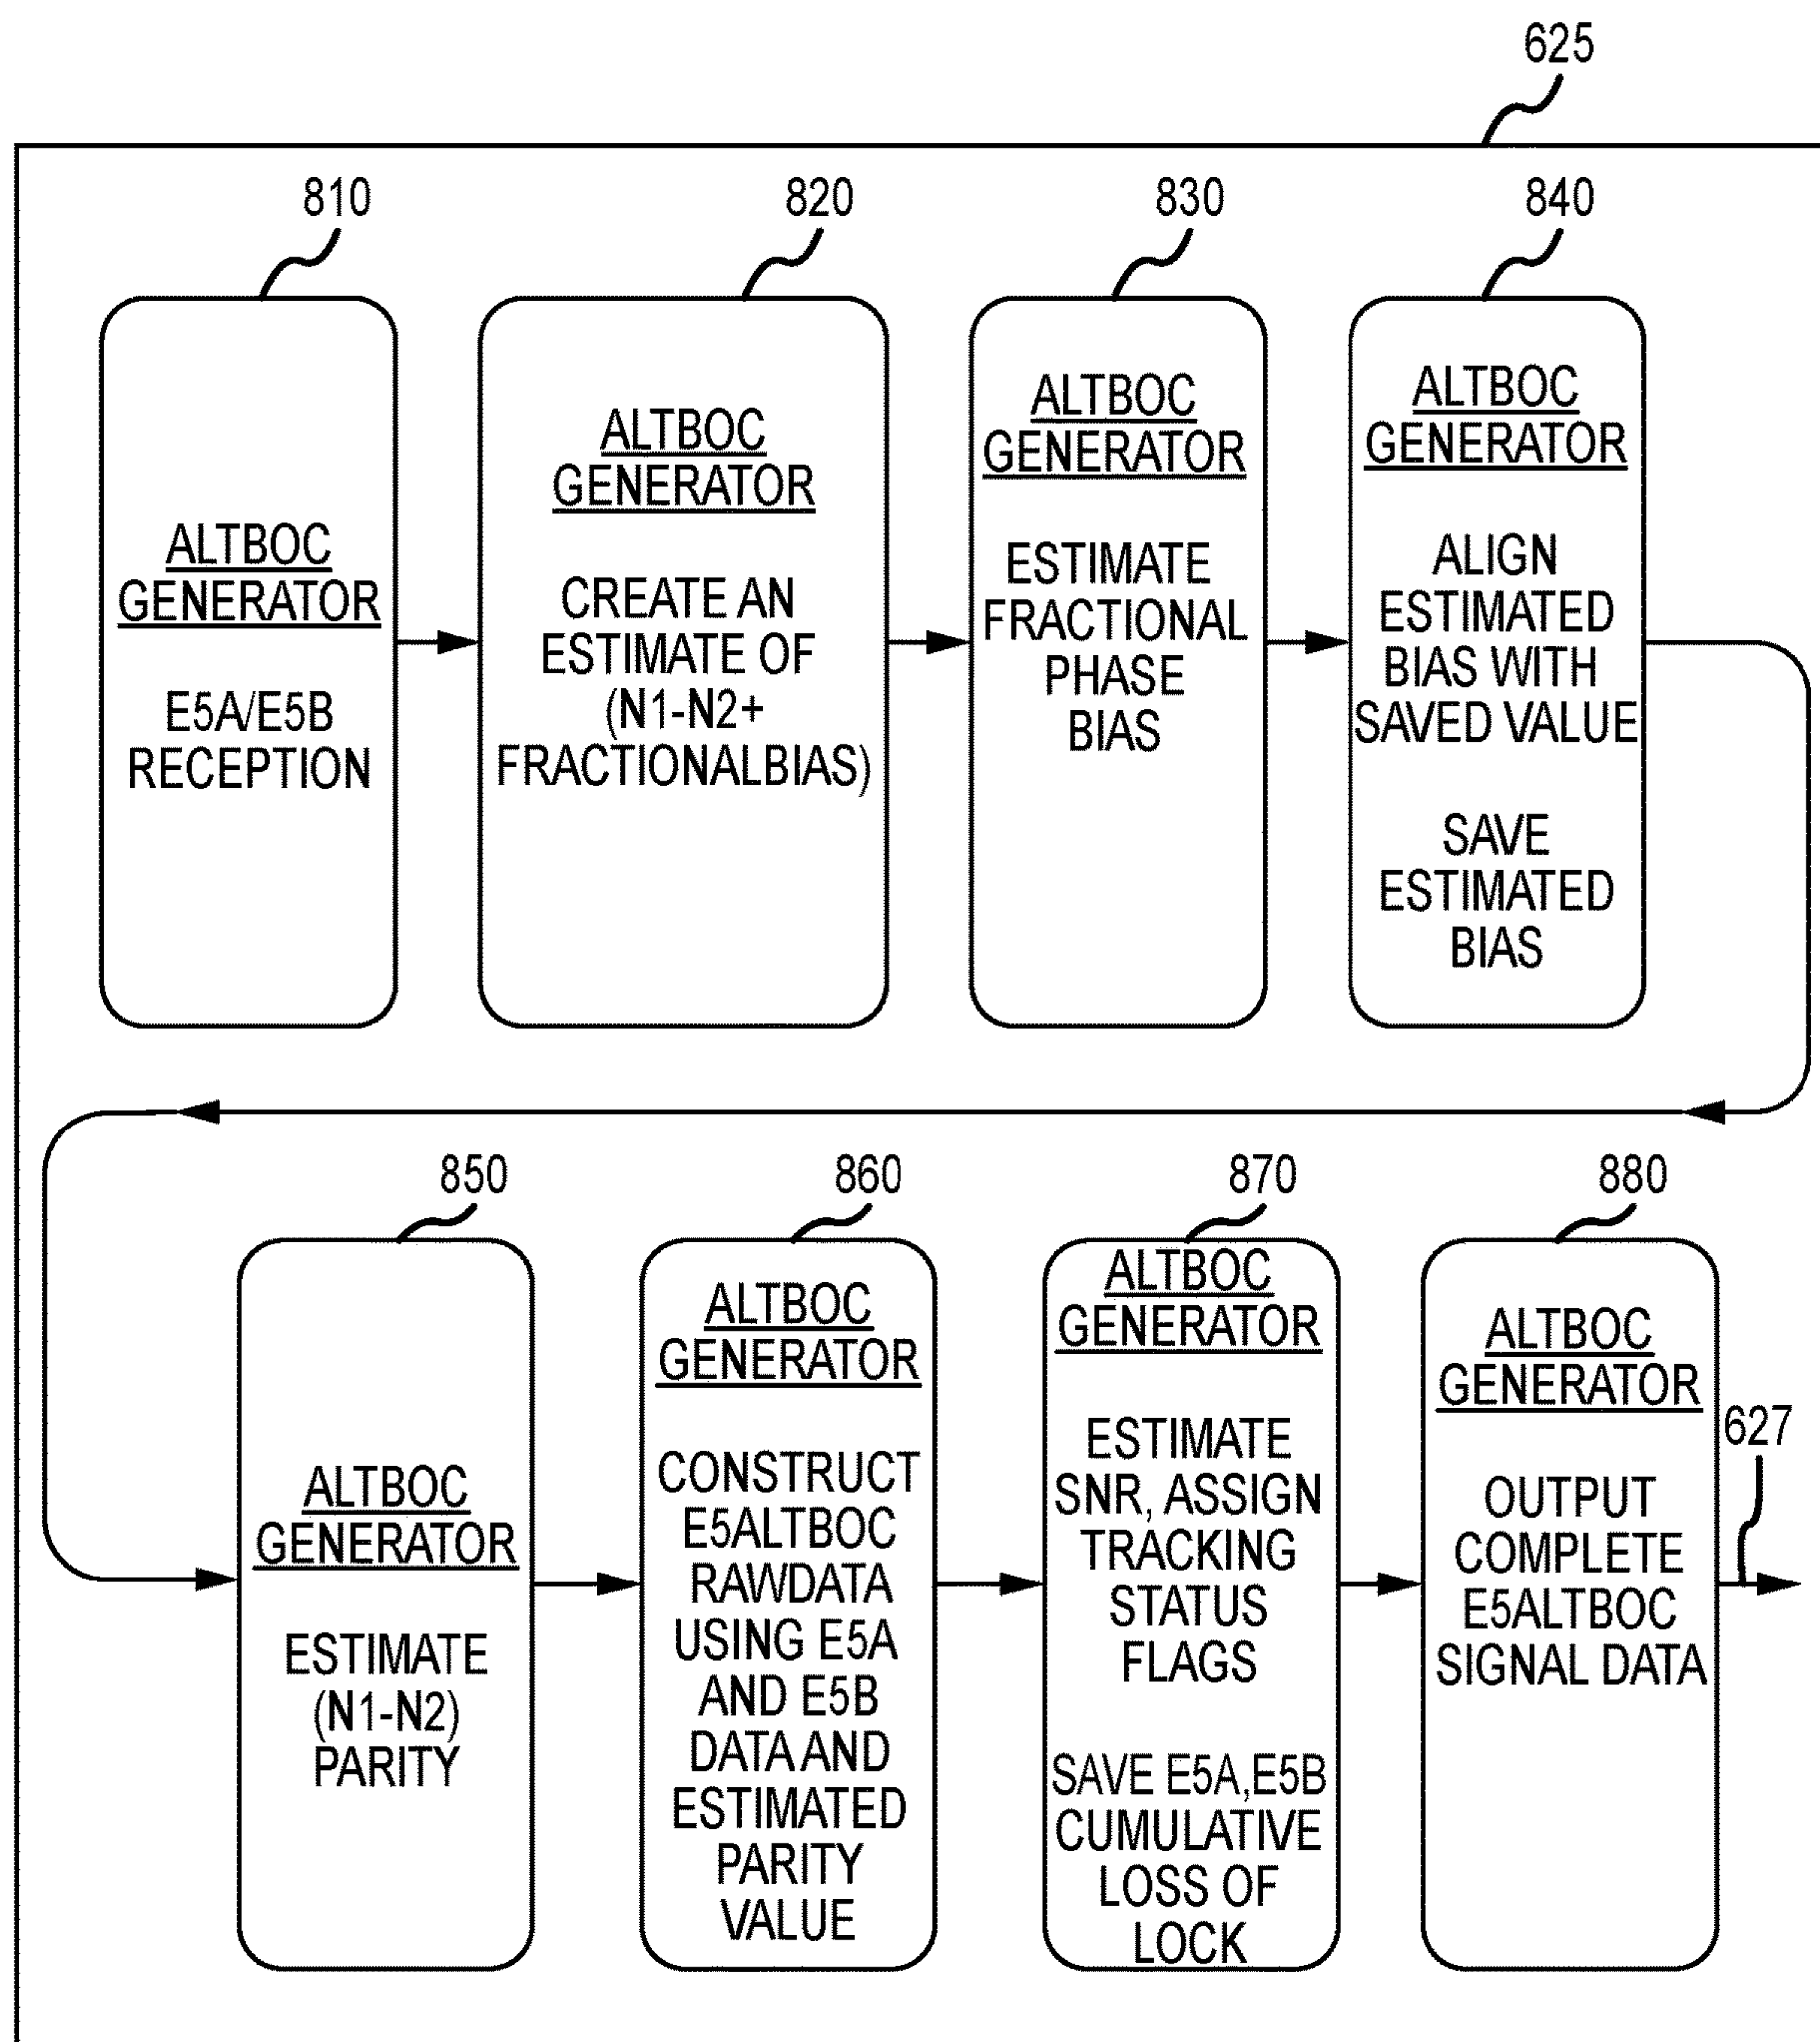 625
810
820
830
840
ALTBOC
GENERATOR
E5A/E5B
RECEPTION
ALTBOC
GENERATOR
CREATE AN
ESTIMATE OF
(N1-N2+
FRACTIONALBIAS)
ALTBOC
GENERATOR
ESTIMATE
FRACTIONAL
PHASE
BIAS
ALTBOC
GENERATOR
ALIGN
ESTIMATED
BIAS WITH
SAVED VALUE
SAVE
ESTIMATED
BIAS
850
860
870
880
ALTBOC
GENERATOR
ESTIMATE
(N1-N2)
PARITY
ALTBOC
GENERATOR
CONSTRUCT
E5ALTBOC
RAWDATA
USING E5A
AND E5B
DATA AND
ESTIMATED
PARITY
VALUE
ALTBOC
GENERATOR
ESTIMATE
SNR, ASSIGN
TRACKING
STATUS
FLAGS
SAVE E5A,E5B
CUMULATIVE
LOSS OF
LOCK
ALTBOC
GENERATOR
OUTPUT
COMPLETE
E5ALTBOC
SIGNAL DATA
627